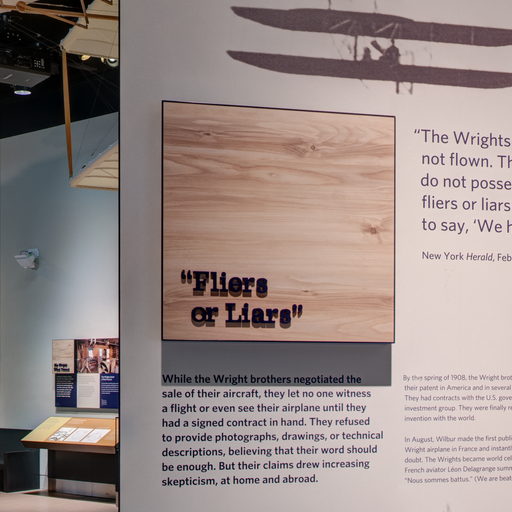 “Fliers
or Liars”
While the Wright brothers negotiated the
sale of their aircraft, they let no one witness
a flight or even see their airplane until they
had a signed contract in hand. They refused
to provide photographs, drawings, or technical
descriptions, believing that their word should
be enough. But their claims drew increasing
skepticism, at home and abroad.
“The Wrights
not flown. Th
do not posse
fliers or liars
to say, ‘We h
New York Herald, Feb
By the spring of 1908, the Wright brot
their patent in America and in several
They had contracts with the U.S. gove
investment group. They were finally re
invention with the world.
In August, Wilbur made the first publi
Wright airplane in France and instantl
doubt. The Wrights became world cel
French aviator Léon Delagrange summ
“Nous sommes battus.” (We are beat